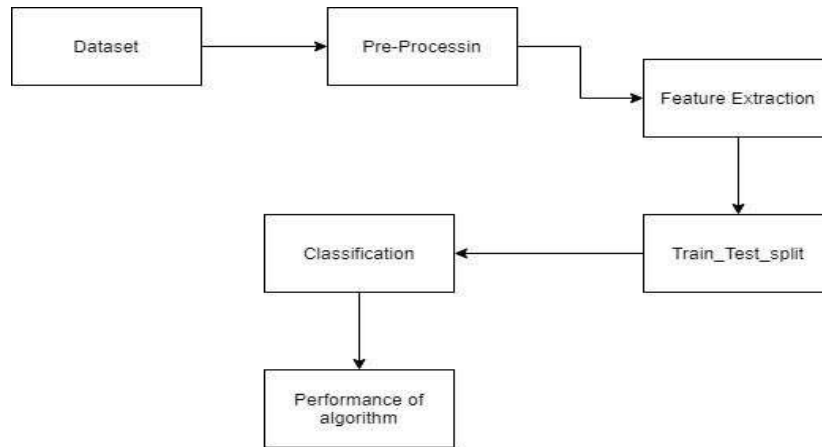 Dataset
Pre-Processin
Feature Extraction
Train_Test_split
Classification
Performance of
algorithm